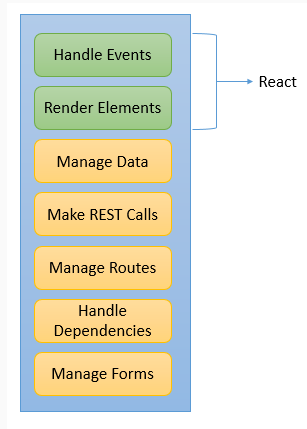 Handle Events
React
Render Elements
Manage Data
Make REST Calls
Manage Routes
Handle
Dependencies
Manage Forms